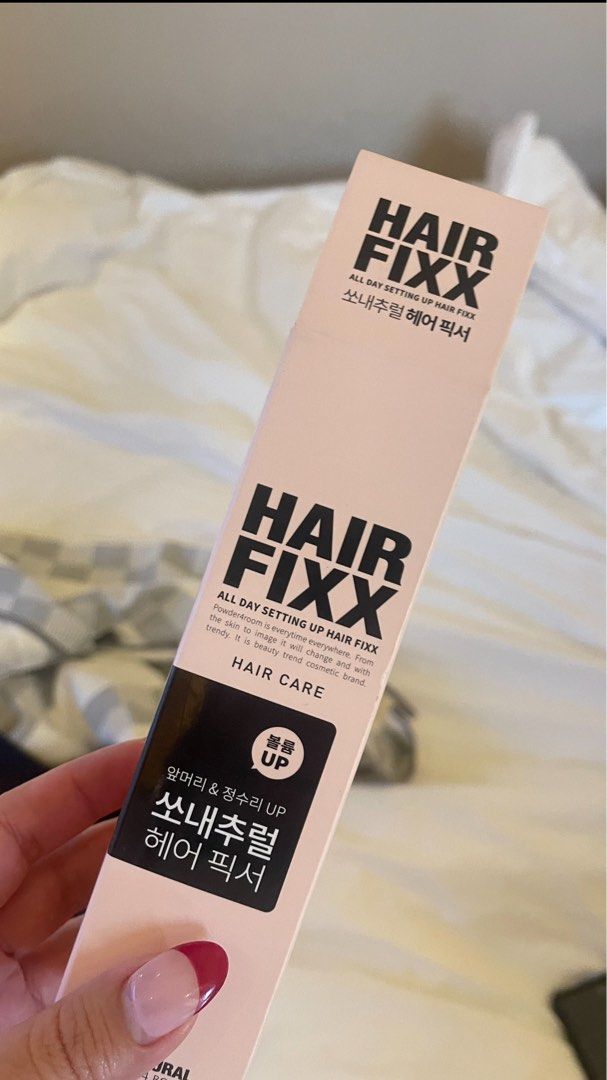 HAIR
FIXX
ALL DAY SETTING UP HAIR FIXX
쏘내추럴 헤어 픽서
HAIR
FIXX
ALL DAY SETTING UP HAIR FIXX
Powder4room is everytime everywhere. From
the skin to image it will change and with
trendy. It is beauty trend cosmetic brand.
HAIR CARE
볼륨
UP
앞머리 & 정수리 UP
쏘내추럴
헤어 픽서